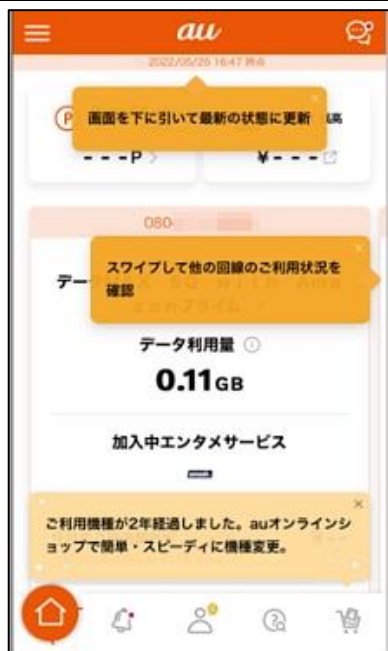 au
2022/05/25 16:47 時点
画面を下に引いて最新の状態に更新
P
高
---P
¥---
080
スワイプして他の回線のご利用状況を
確認
デー
データ利用量
0.11GB
加入中エンタメサービス
ご利用機種が2年経過しました。auオンラインシ
ョップで簡単・スピーディに機種変更。